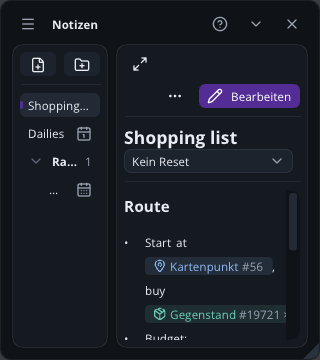 Notizen
Shopping...
Dailies
Ra... 1
...
Bearbeiten
Shopping list
Kein Reset
Route
• Start at
Kartenpunkt #56 ,
buy
Gegenstand #19721
• Budget: